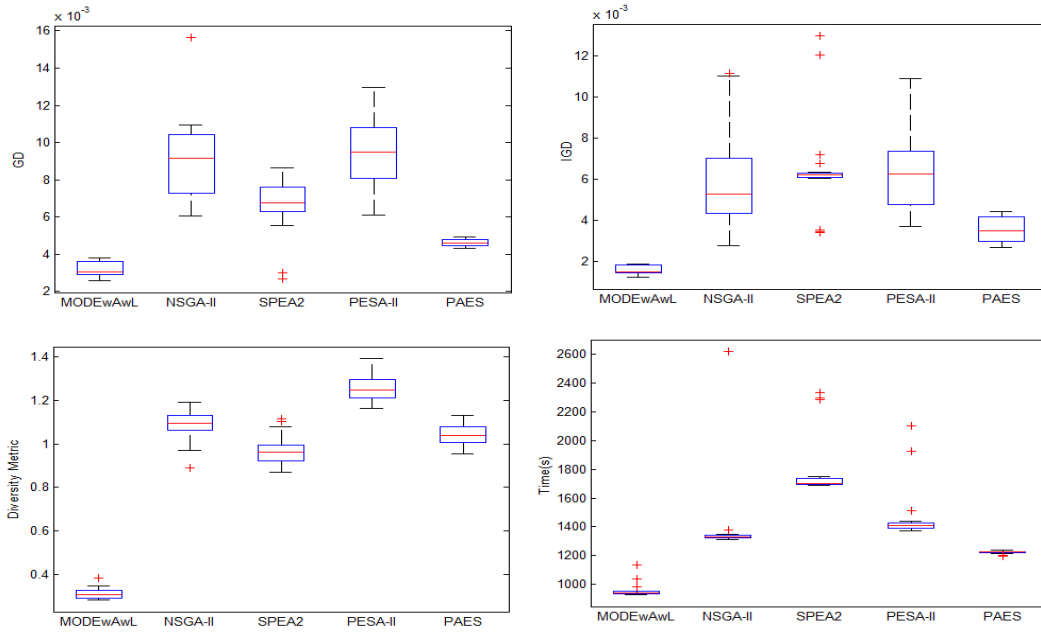 x 10⁻³
16
14
12
10
8
6
4
2
GD
MODEwAwL NSGA-II SPEA2 PESA-II PAES
x 10⁻³
12
10
8
6
4
2
IGD
MODEwAwL NSGA-II SPEA2 PESA-II PAES
1.4
1.2
1
0.8
0.6
0.4
Diversity Metric
MODEwAwL NSGA-II SPEA2 PESA-II PAES
2600
2400
2200
2000
1800
1600
1400
1200
1000
Time(s)
MODEwAwL NSGA-II SPEA2 PESA-II PAES